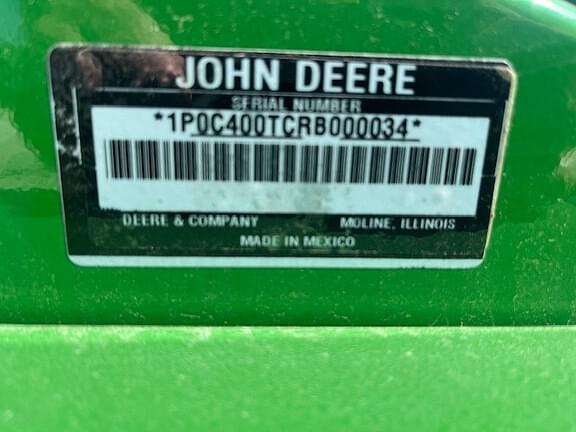 JOHN DEERE
SERIAL NUMBER
*1P0C400TCRB000034*
DEERE & COMPANY MOLINE, ILLINOIS
MADE IN MEXICO